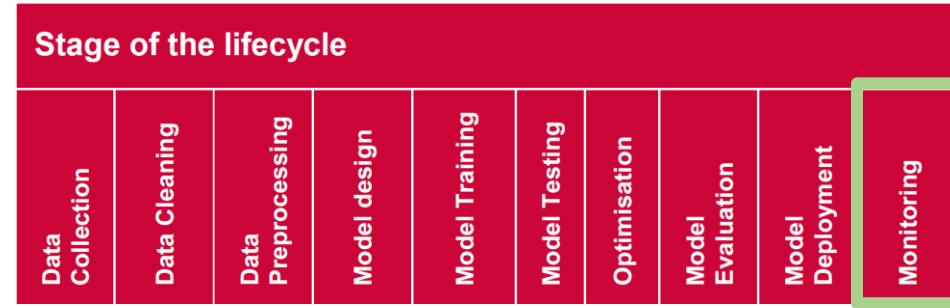 Stage of the lifecycle
Data
Collection
Data Cleaning
Data
Preprocessing
Model design
Model Training
Model Testing
Optimisation
Model
Evaluation
Model
Deployment
Monitoring